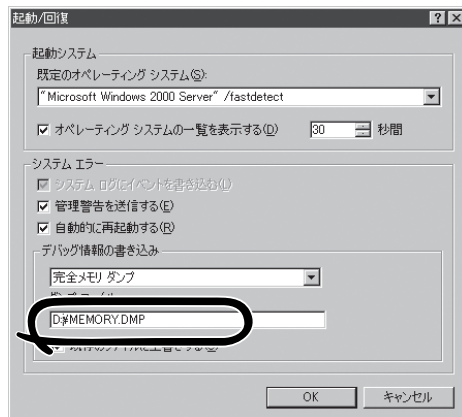 起動/回復
起動システム
既定のオペレーティング システム(S):
"Microsoft Windows 2000 Server" /fastdetect
オペレーティング システムの一覧を表示する(D) 30 秒間
システム エラー
システム ログにイベントを書き込む(L)
管理警告を送信する(E)
自動的に再起動する(R)
デバッグ情報の書き込み
完全メモリ ダンプ
D:¥MEMORY.DMP
OK キャンセル